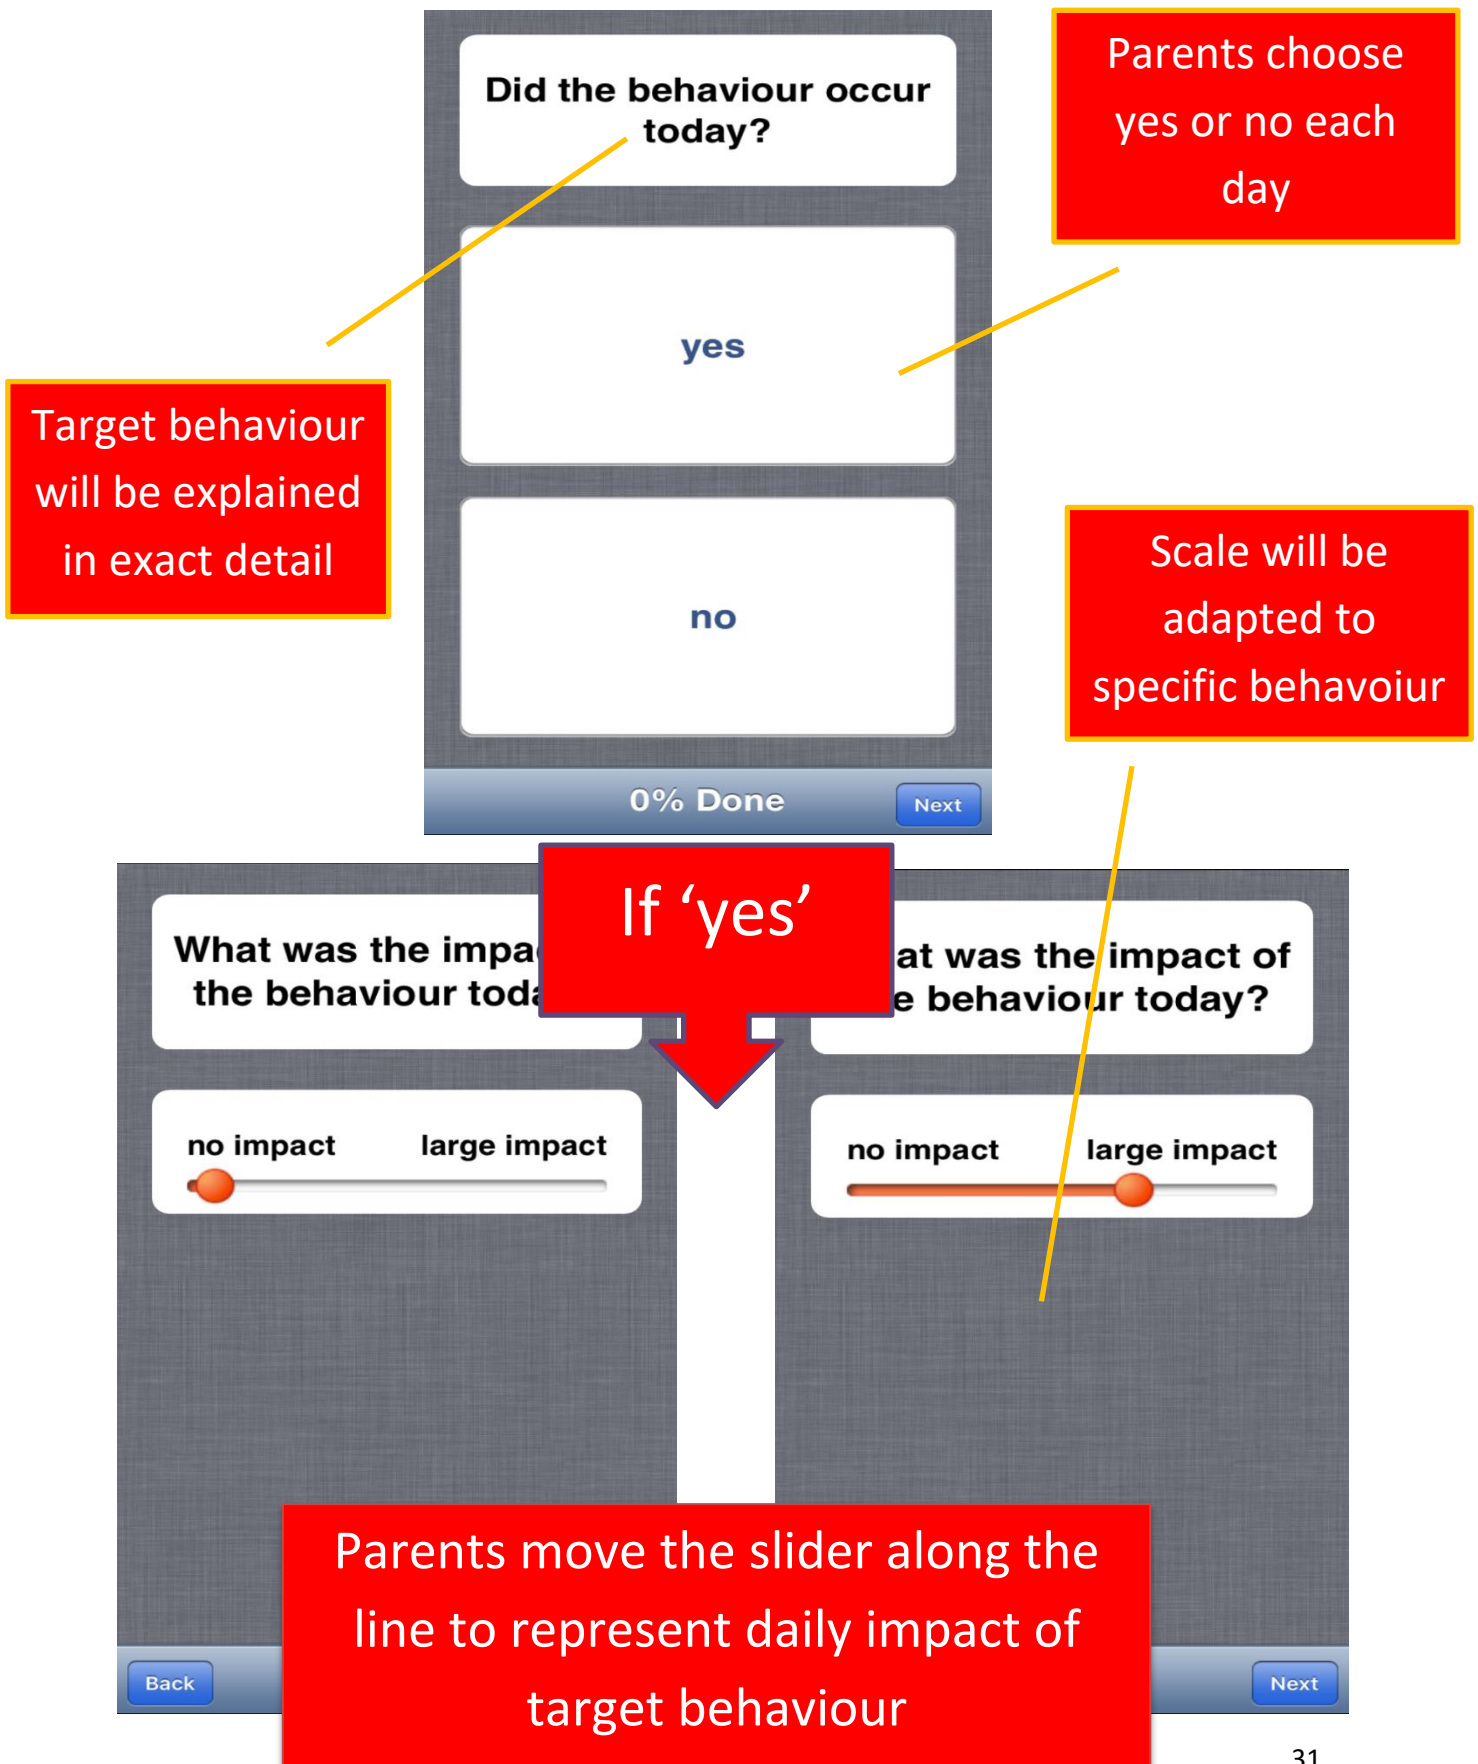 Did the behaviour occur
today?
Parents choose
yes or no each
day
yes
Target behaviour
will be explained
in exact detail
no
Scale will be
adapted to
specific behavoiur
0% Done
Next
If ‘yes’
What was the
the behaviour
was the impact of
behaviour today?
no impact
large impact
no impact
large impact
Parents move the slider along the
line to represent daily impact of
target behaviour
Back
Next
31